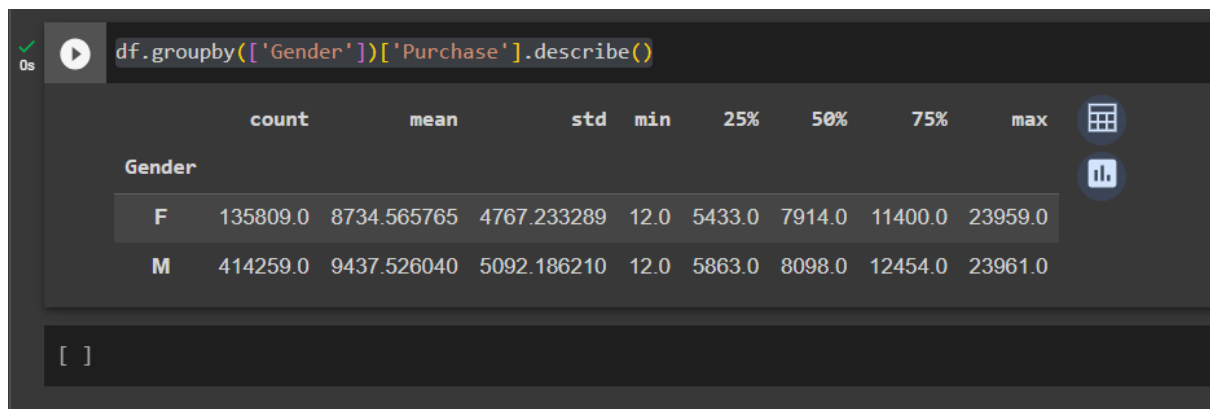 df.groupby(['Gender'])['Purchase'].describe()
0s
count mean std min 25% 50% 75% max
Gender
F 135809.0 8734.565765 4767.233289 12.0 5433.0 7914.0 11400.0 23959.0
M 414259.0 9437.526040 5092.186210 12.0 5863.0 8098.0 12454.0 23961.0
[ ]